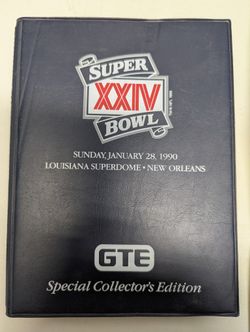 SUPER
XXIV
BOWL
SUNDAY, JANUARY 28, 1990
LOUISIANA SUPERDOME • NEW ORLEANS
GTE
Special Collector's Edition